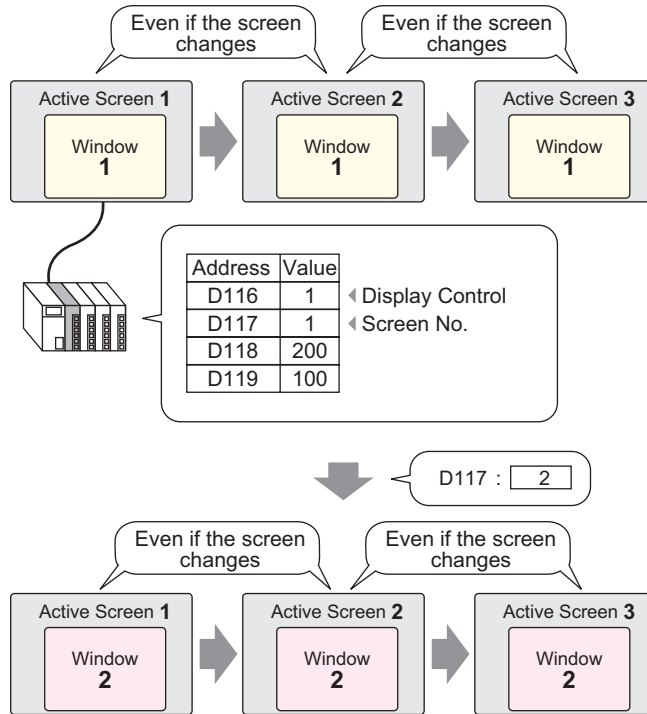 Even if the screen
changes
Even if the screen
changes
Active Screen 1
Active Screen 2
Active Screen 3
Window
1
Window
1
Window
1
Address Value
D116 1 Display Control
D117 1 Screen No.
D118 200
D119 100
D117 : 2
Even if the screen
changes
Even if the screen
changes
Active Screen 1
Active Screen 2
Active Screen 3
Window
2
Window
2
Window
2